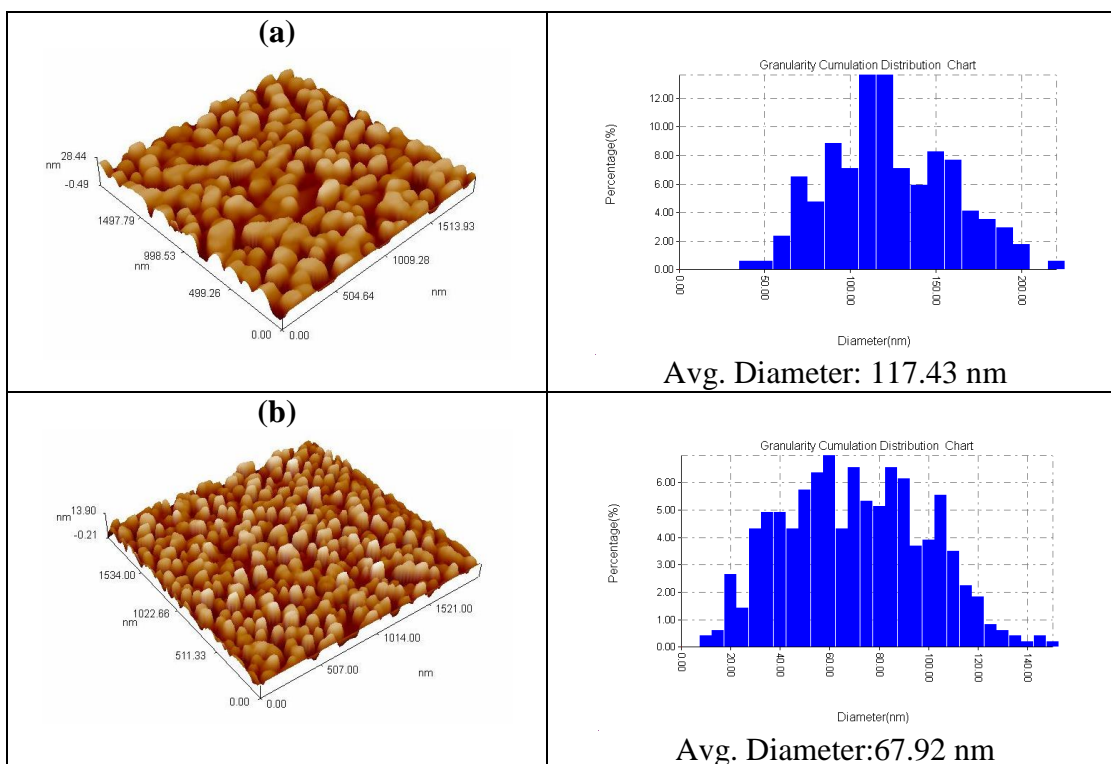 (a)
nm
28.44
-0.49
1497.79
998.53
nm
499.26
0.00
0.00
504.64
1009.28
1513.93
nm
Granularity Cumulation Distribution Chart
Percentage(%)
12.00
10.00
8.00
6.00
4.00
2.00
0.00
0.00
50.00
100.00
150.00
200.00
Diameter(nm)
Avg. Diameter: 117.43 nm
(b)
nm
13.90
-0.21
1534.00
1022.66
nm
511.33
0.00
0.00
507.00
1014.00
1521.00
nm
Granularity Cumulation Distribution Chart
Percentage(%)
6.00
5.00
4.00
3.00
2.00
1.00
0.00
0.00
20.00
40.00
60.00
80.00
100.00
120.00
140.00
Diameter(nm)
Avg. Diameter:67.92 nm